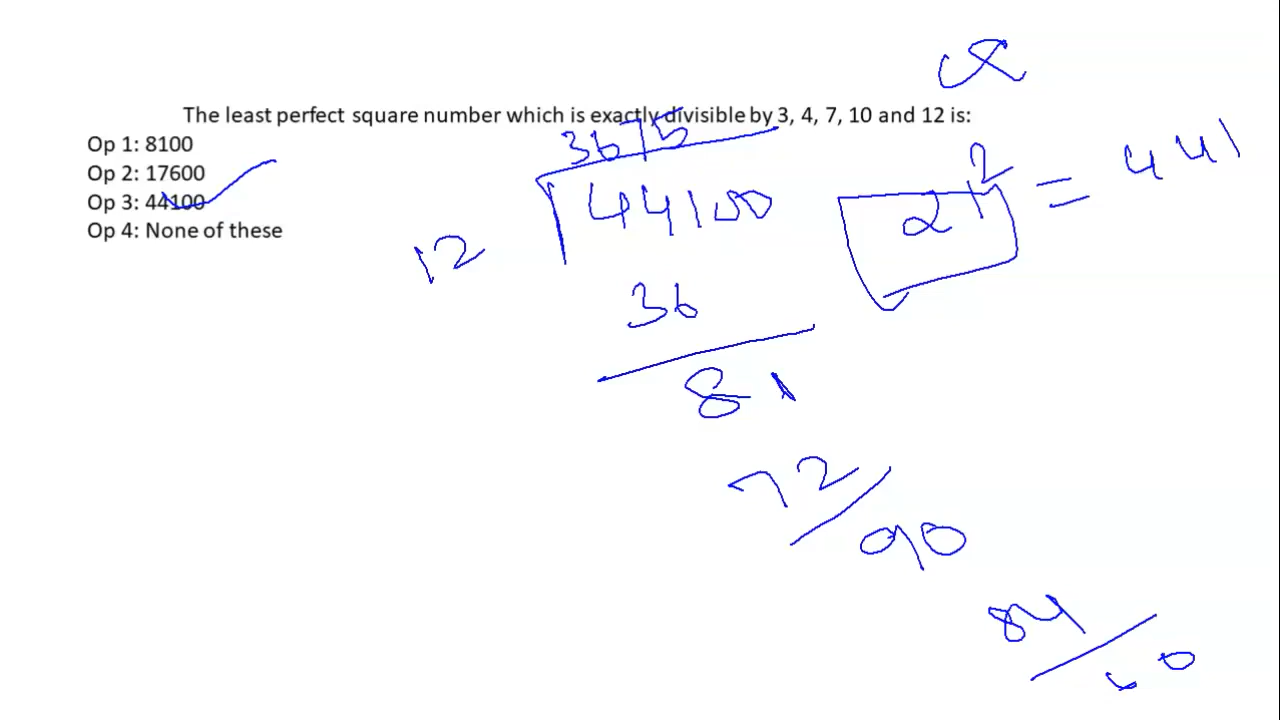 The least perfect square number which is exactly divisible by 3, 4, 7, 10 and 12 is:
Op 1: 8100
Op 2: 17600
Op 3: 44100
Op 4: None of these
3675
12 44100
21² = 441
36
81
72
90
84
60